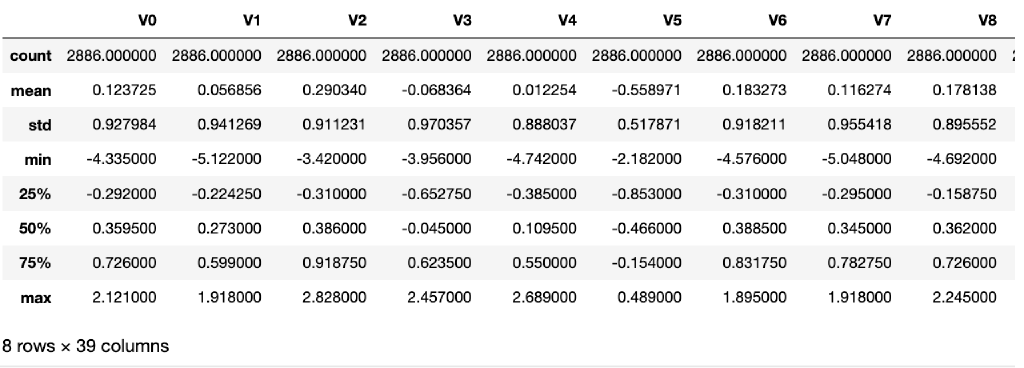 V0 V1 V2 V3 V4 V5 V6 V7 V8
count 2886.000000 2886.000000 2886.000000 2886.000000 2886.000000 2886.000000 2886.000000 2886.000000 2886.000000
mean 0.123725 0.056856 0.290340 -0.068364 0.012254 -0.558971 0.183273 0.116274 0.178138
std 0.927984 0.941269 0.911231 0.970357 0.888037 0.517871 0.918211 0.955418 0.895552
min -4.335000 -5.122000 -3.420000 -3.956000 -4.742000 -2.182000 -4.576000 -5.048000 -4.692000
25% -0.292000 -0.224250 -0.310000 -0.652750 -0.385000 -0.853000 -0.310000 -0.295000 -0.158750
50% 0.359500 0.273000 0.386000 -0.045000 0.109500 -0.466000 0.388500 0.345000 0.362000
75% 0.726000 0.599000 0.918750 0.623500 0.550000 -0.154000 0.831750 0.782750 0.726000
max 2.121000 1.918000 2.828000 2.457000 2.689000 0.489000 1.895000 1.918000 2.245000
8 rows × 39 columns